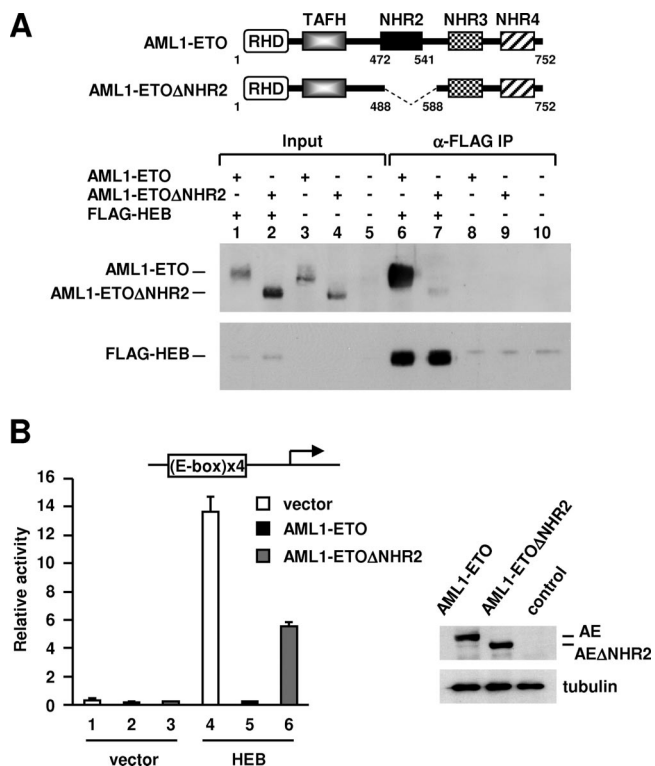 A
TAFH NHR2 NHR3 NHR4
AML1-ETO RHD
1 472 541 752
AML1-ETOΔNHR2 RHD
1 488 588 752
Input α-FLAG IP
AML1-ETO + - + - - + - + - -
AML1-ETOΔNHR2 - + - + - - + - + -
FLAG-HEB + + - - - + + - - -
1 2 3 4 5 6 7 8 9 10
AML1-ETO
AML1-ETOΔNHR2
FLAG-HEB
B
(E-box)x4
Relative activity
16
14
12
10
8
6
4
2
0
vector
AML1-ETO
AML1-ETOΔNHR2
1 2 3 4 5 6
vector HEB
AML1-ETO
AML1-ETOΔNHR2
control
AE
AEΔNHR2
tubulin